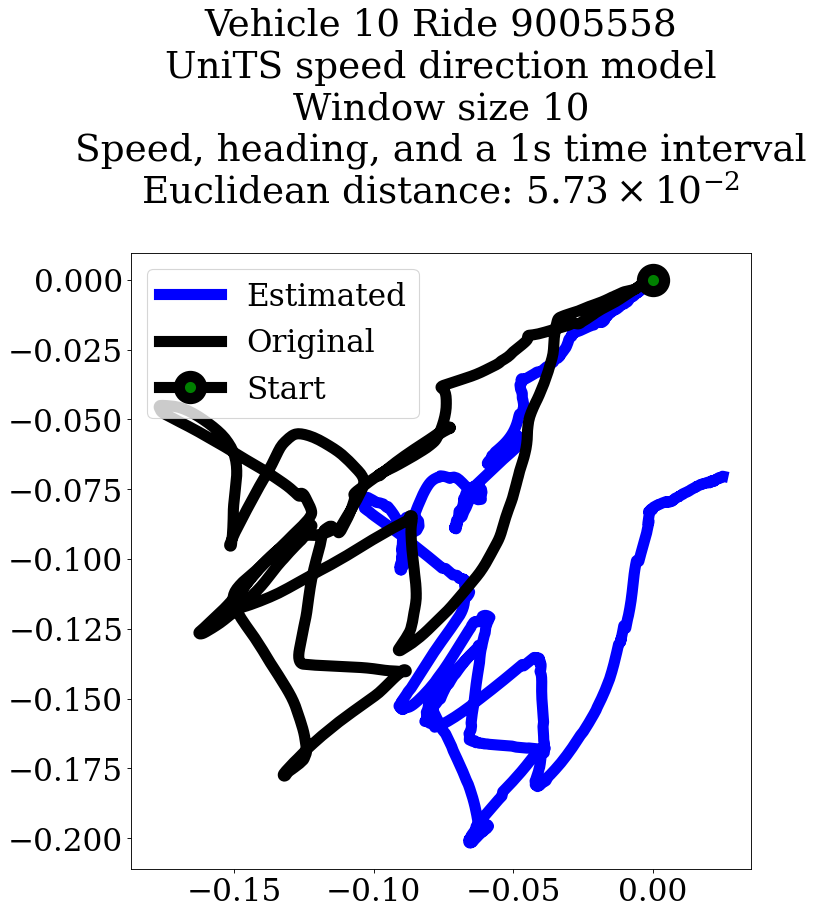 Vehicle 10 Ride 9005558
UniTS speed direction model
Window size 10
Speed, heading, and a 1s time interval
Euclidean distance: 5.73 × 10⁻²
Estimated
Original
Start
0.000
−0.025
−0.050
−0.075
−0.100
−0.125
−0.150
−0.175
−0.200
−0.15 −0.10 −0.05 0.00